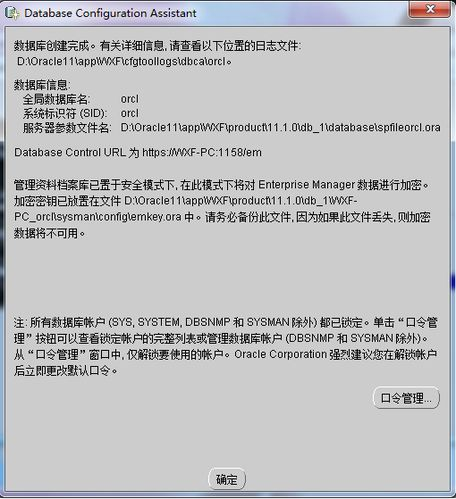 Database Configuration Assistant
数据库创建完成。有关详细信息, 请查看以下位置的日志文件:
D:\Oracle11\app\WXF\cfgtoollogs\dbca\orcl。
数据库信息:
全局数据库名: orcl
系统标识符 (SID): orcl
服务器参数文件名: D:\Oracle11\app\WXF\product\11.1.0\db_1\database\spfileorcl.ora
Database Control URL 为 https://WXF-PC:1158/em
管理资料档案库已置于安全模式下, 在此模式下将对 Enterprise Manager 数据进行加密。
加密密钥已放置在文件 D:\Oracle11\app\WXF\product\11.1.0\db_1\WXF-
PC_orcl\sysman\config\emkey.ora 中。请务必备份此文件, 因为如果此文件丢失, 则加密
数据将不可用。
注: 所有数据库帐户 (SYS, SYSTEM, DBSNMP 和 SYSMAN 除外) 都已锁定。单击“口令管
理”按钮可以查看锁定帐户的完整列表或管理数据库帐户 (DBSNMP 和 SYSMAN 除外)。
从“口令管理”窗口中, 仅解锁要使用的帐户。Oracle Corporation 强烈建议您在解锁帐户
后立即更改默认口令。
口令管理...
确定